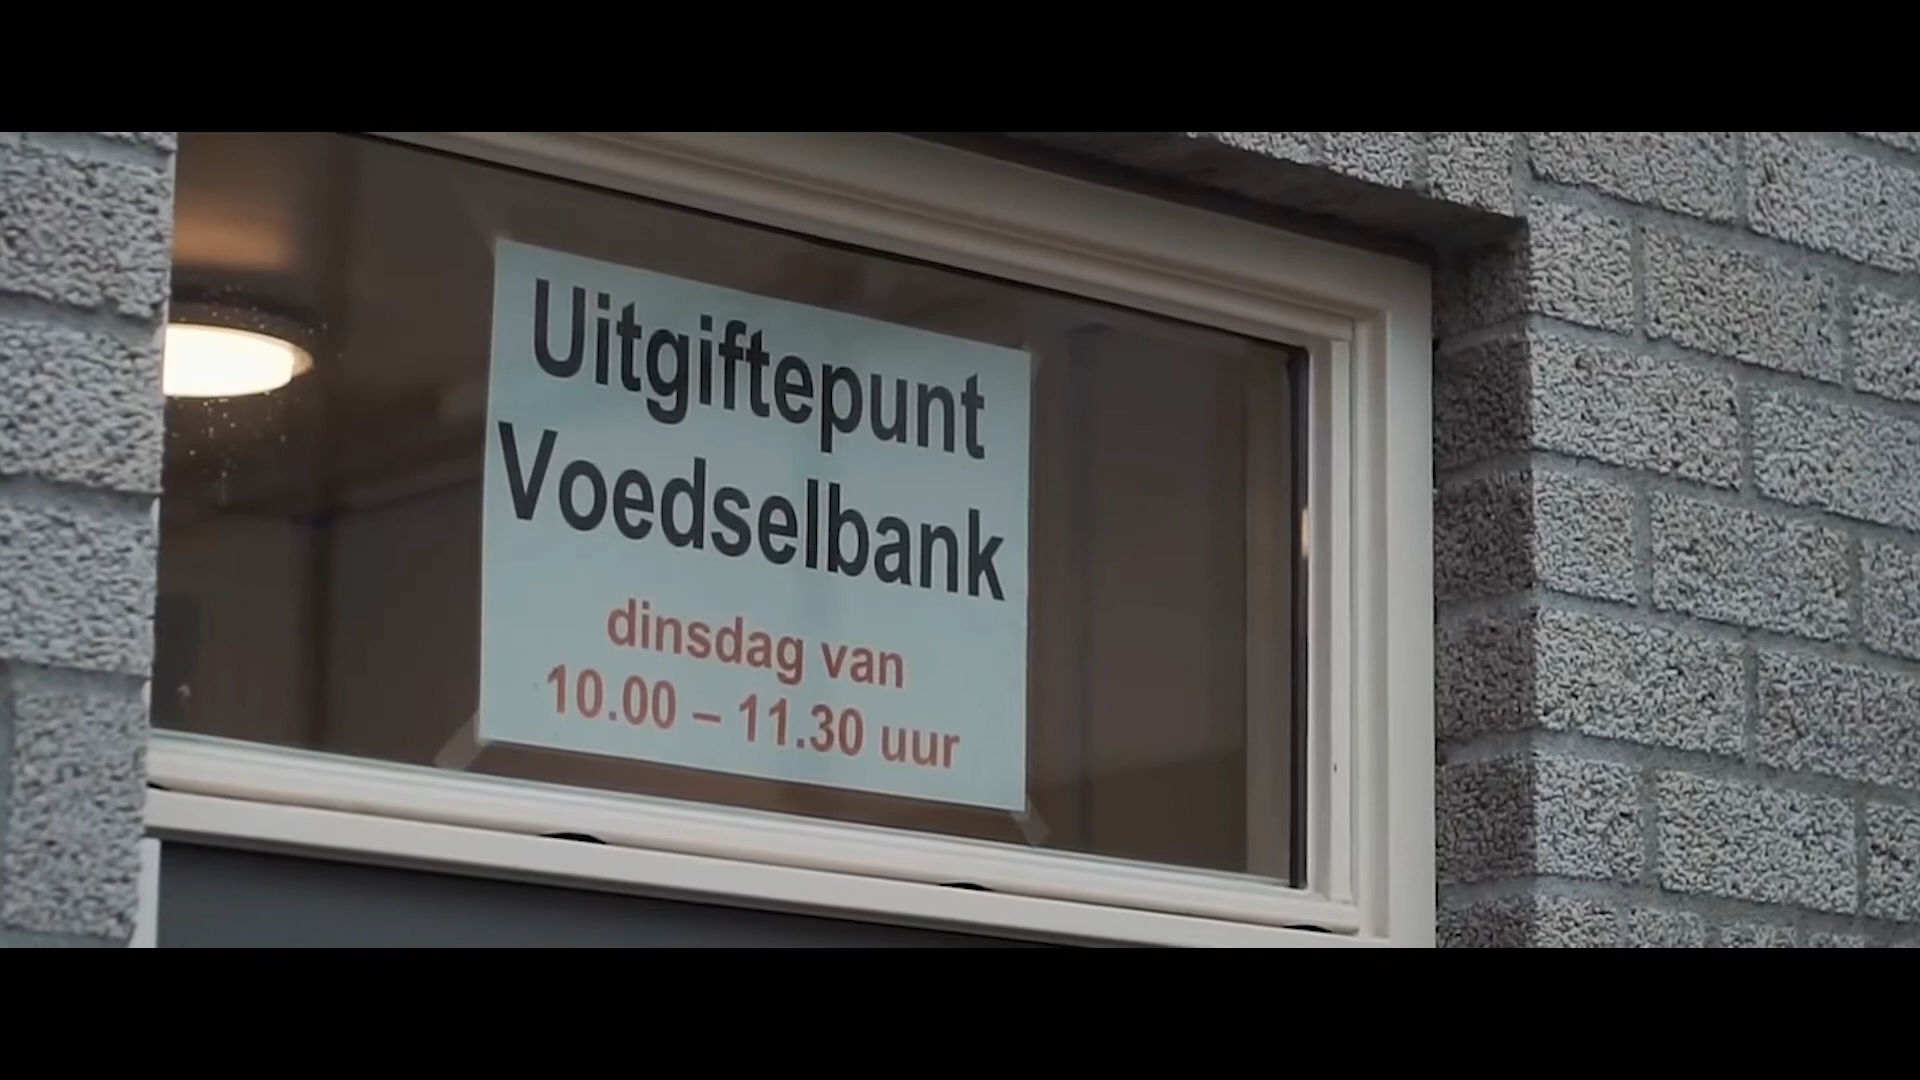 Uitgiftepunt
Voedselbank
dinsdag van
10.00 – 11.30 uur